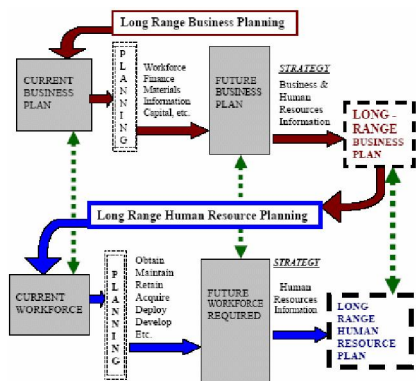 Long Range Business Planning
CURRENT
BUSINESS
PLAN
P
L
A
N
N
I
N
G
Workforce
Finance
Materials
Information
Capital, etc.
FUTURE
BUSINESS
PLAN
STRATEGY
Business &
Human
Resources
Information
LONG -
RANGE
BUSINESS
PLAN
Long Range Human Resource Planning
CURRENT
WORKFORCE
P
L
A
N
N
I
N
G
Obtain
Maintain
Retain
Acquire
Deploy
Develop
Etc.
FUTURE
WORKFORCE
REQUIRED
STRATEGY
Human
Resources
Information
LONG
RANGE
HUMAN
RESOURCE
PLAN